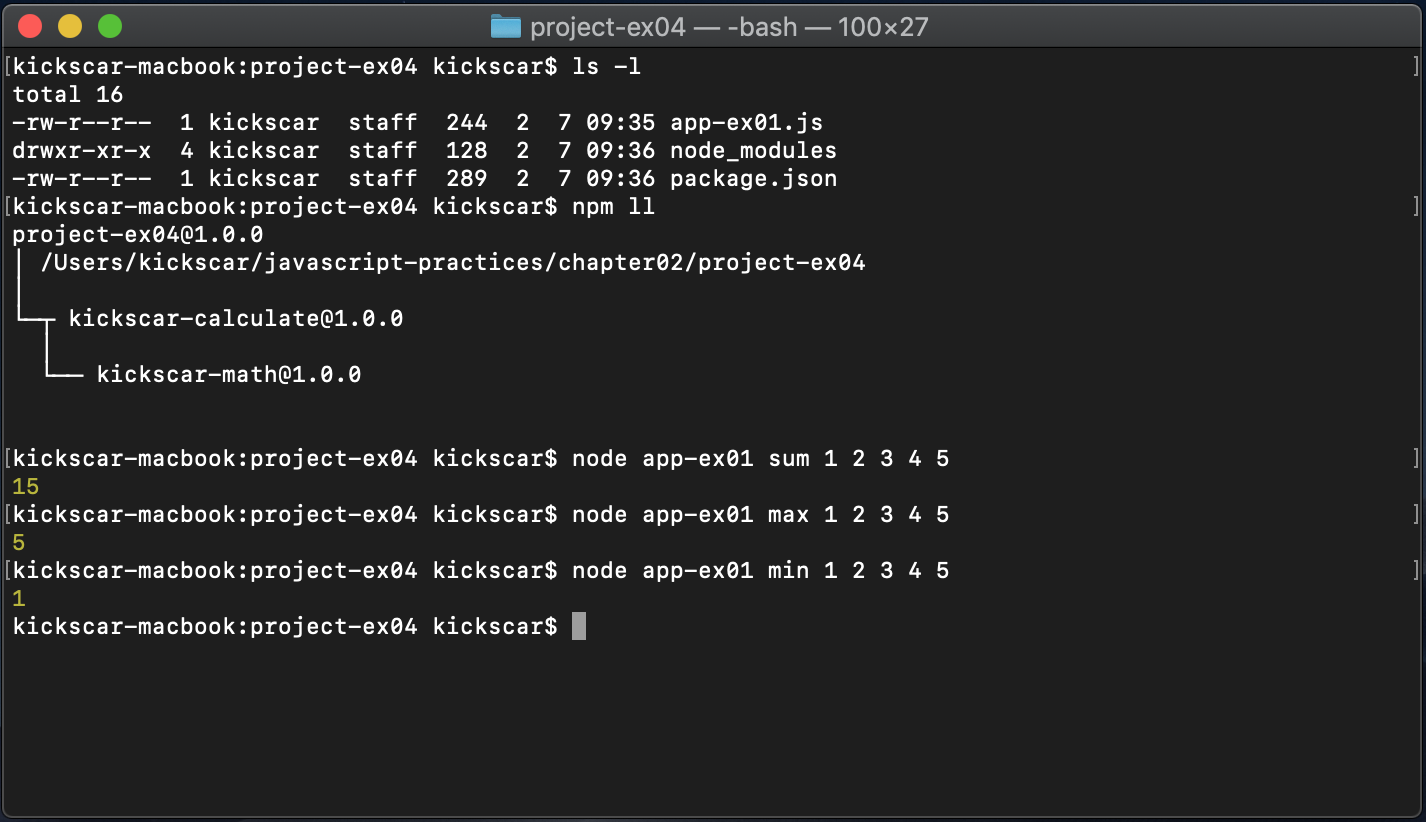 project-ex04 — -bash — 100×27
[kickscar-macbook:project-ex04 kickscar$ ls -l ]
total 16
-rw-r--r--  1 kickscar  staff  244  2  7 09:35 app-ex01.js
drwxr-xr-x  4 kickscar  staff  128  2  7 09:36 node_modules
-rw-r--r--  1 kickscar  staff  289  2  7 09:36 package.json
[kickscar-macbook:project-ex04 kickscar$ npm ll ]
project-ex04@1.0.0
│ /Users/kickscar/javascript-practices/chapter02/project-ex04
│
└─┬ kickscar-calculate@1.0.0
  │
  └── kickscar-math@1.0.0
[kickscar-macbook:project-ex04 kickscar$ node app-ex01 sum 1 2 3 4 5 ]
15
[kickscar-macbook:project-ex04 kickscar$ node app-ex01 max 1 2 3 4 5 ]
5
[kickscar-macbook:project-ex04 kickscar$ node app-ex01 min 1 2 3 4 5 ]
1
kickscar-macbook:project-ex04 kickscar$